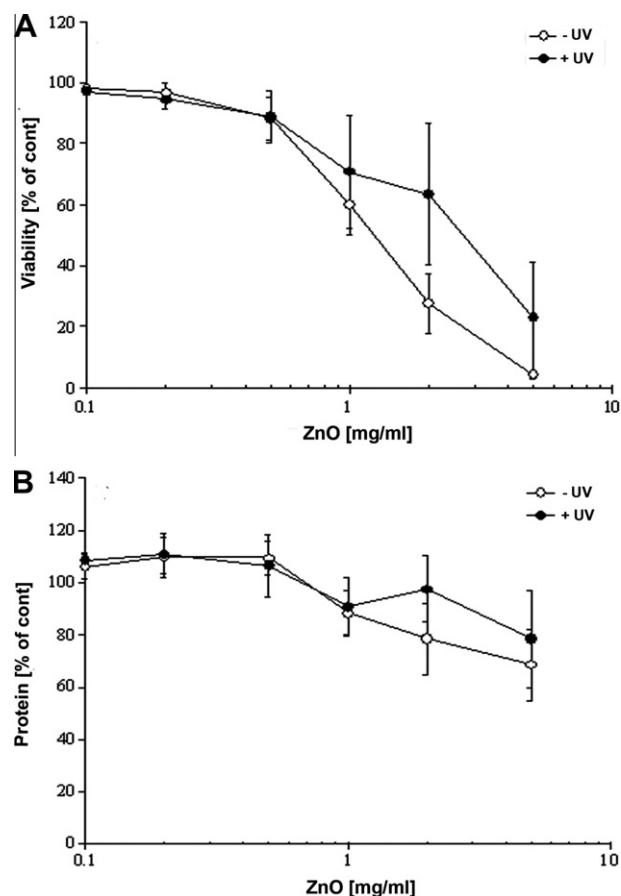 A
120
100
80
60
40
20
0
Viability [% of cont]
- UV
+ UV
0.1 1 10
ZnO [mg/ml]
B
140
120
100
80
60
40
20
0
Protein [% of cont]
- UV
+ UV
0.1 1 10
ZnO [mg/ml]